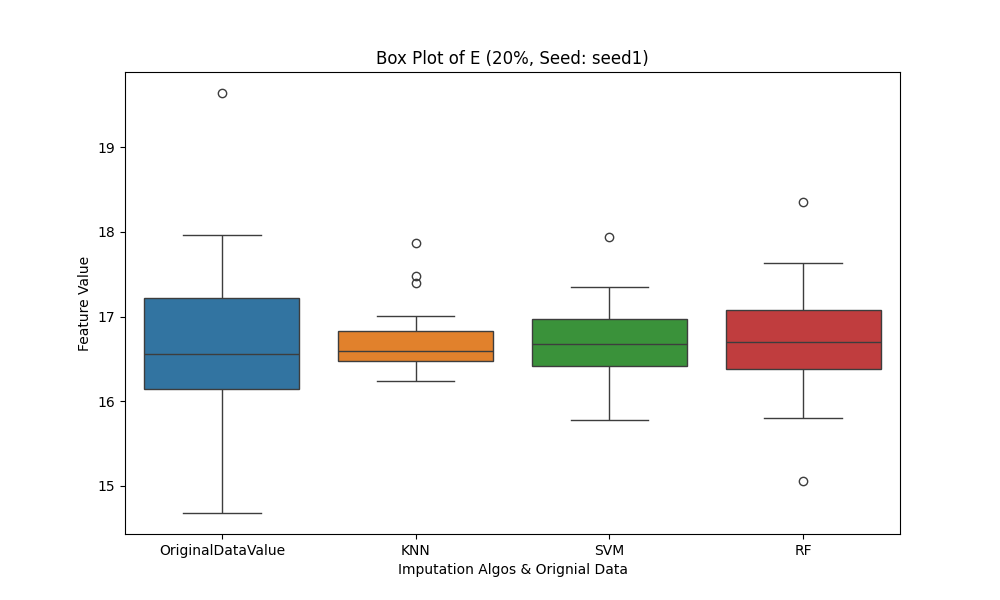 Box Plot of E (20%, Seed: seed1)
19
18
17
16
15
Feature Value
OriginalDataValue KNN SVM RF
Imputation Algos & Orignial Data